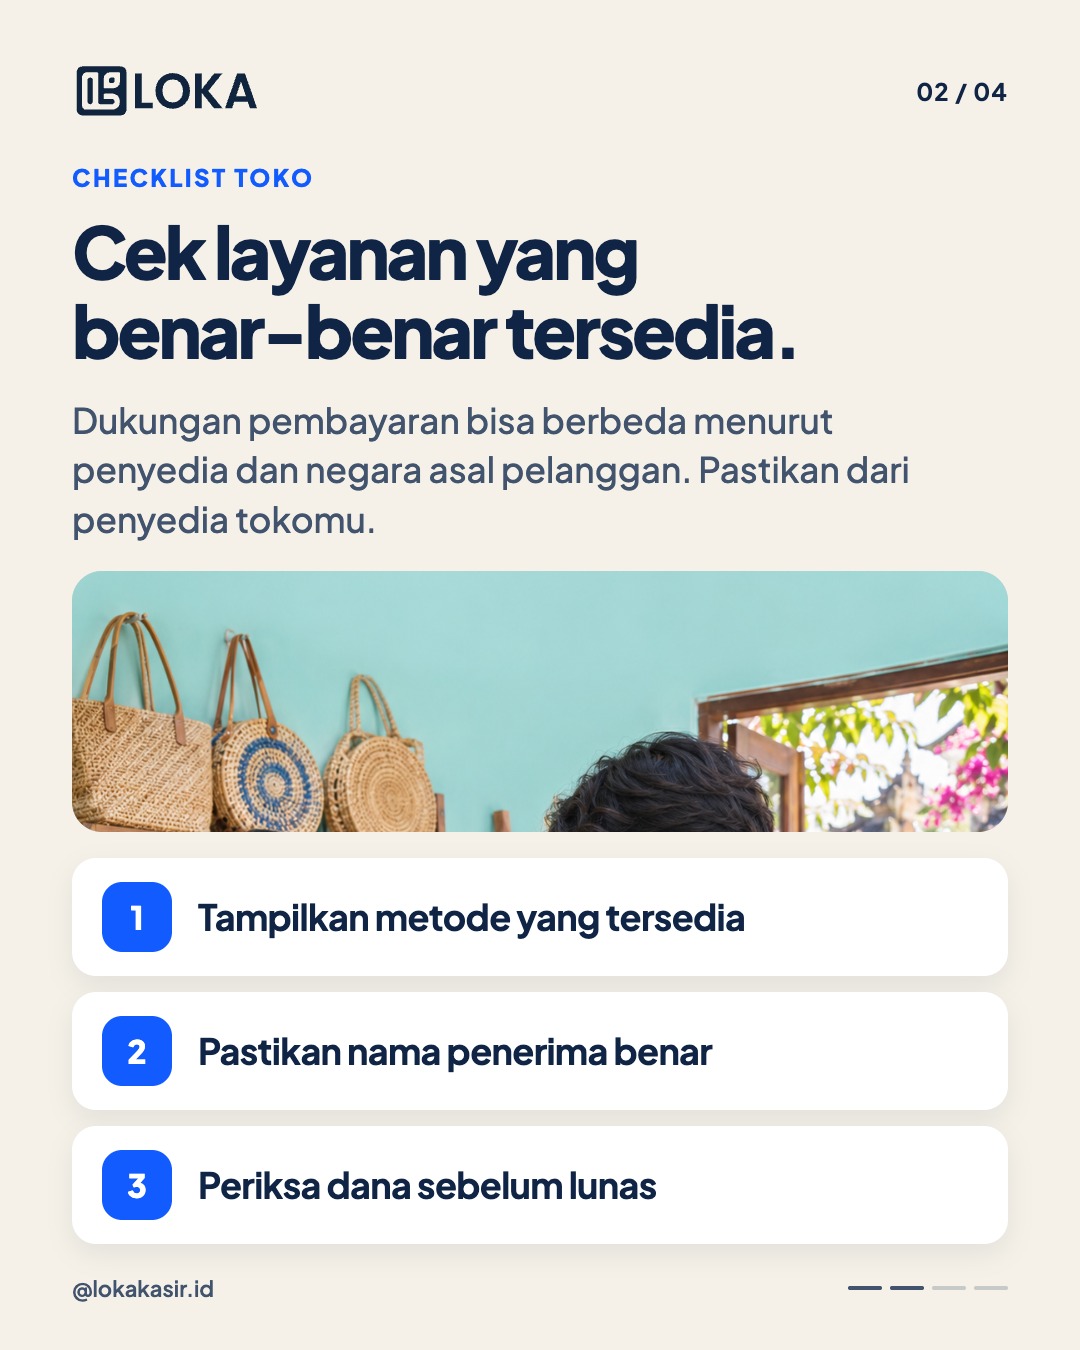 LOKA
02 / 04
CHECKLIST TOKO
Cek layanan yang
benar-benar tersedia.
Dukungan pembayaran bisa berbeda menurut
penyedia dan negara asal pelanggan. Pastikan dari
penyedia tokomu.
1 Tampilkan metode yang tersedia
2 Pastikan nama penerima benar
3 Periksa dana sebelum lunas
@lokakasir.id